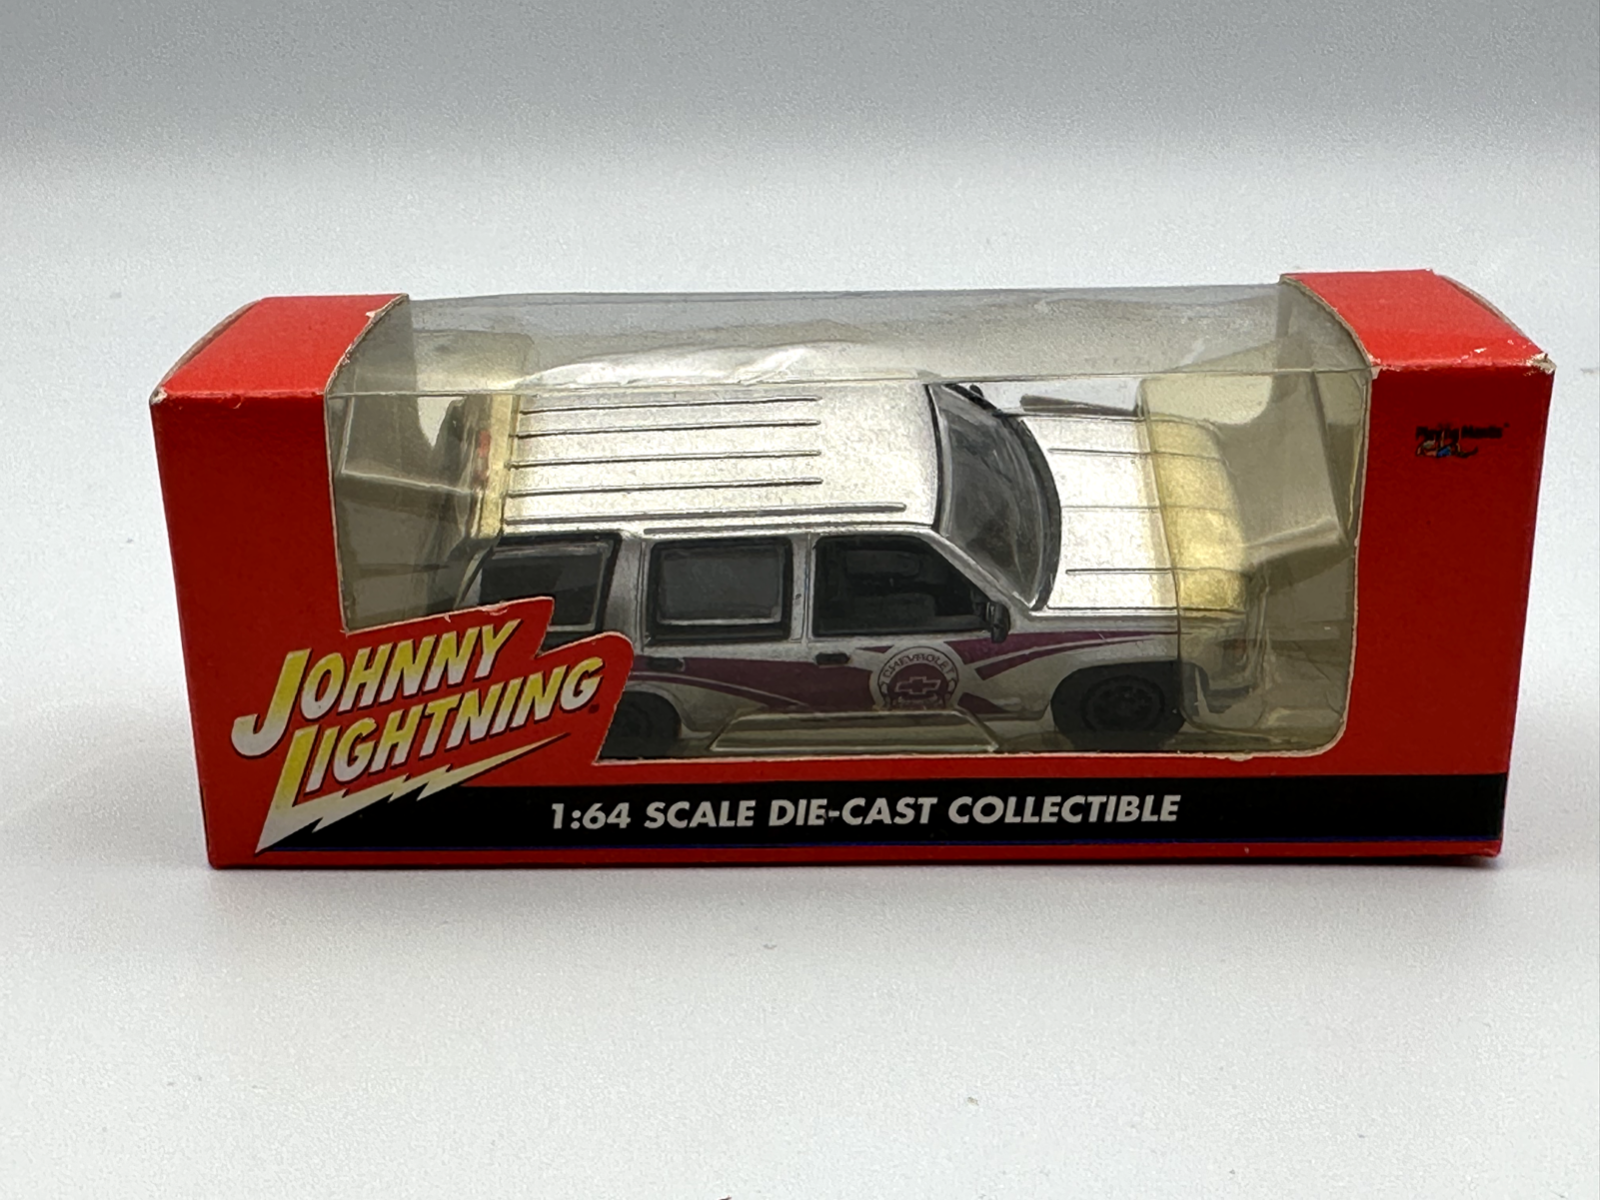 JOHNNY
LIGHTNING
1:64 SCALE DIE-CAST COLLECTIBLE
CHEVROLET